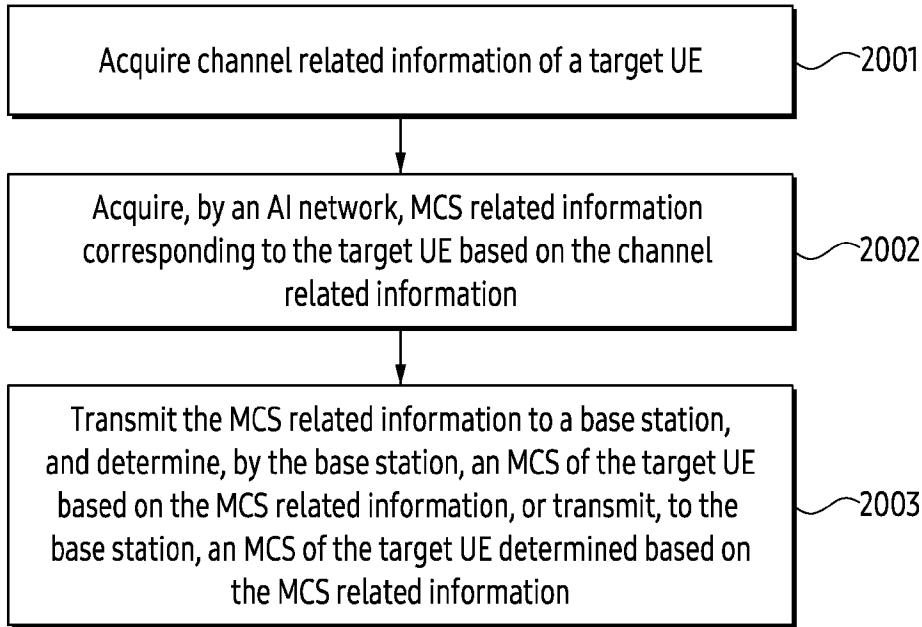 Acquire channel related information of a target UE
2001
Acquire, by an AI network, MCS related information
corresponding to the target UE based on the channel
related information
2002
Transmit the MCS related information to a base station,
and determine, by the base station, an MCS of the target UE
based on the MCS related information, or transmit, to the
base station, an MCS of the target UE determined based on
the MCS related information
2003